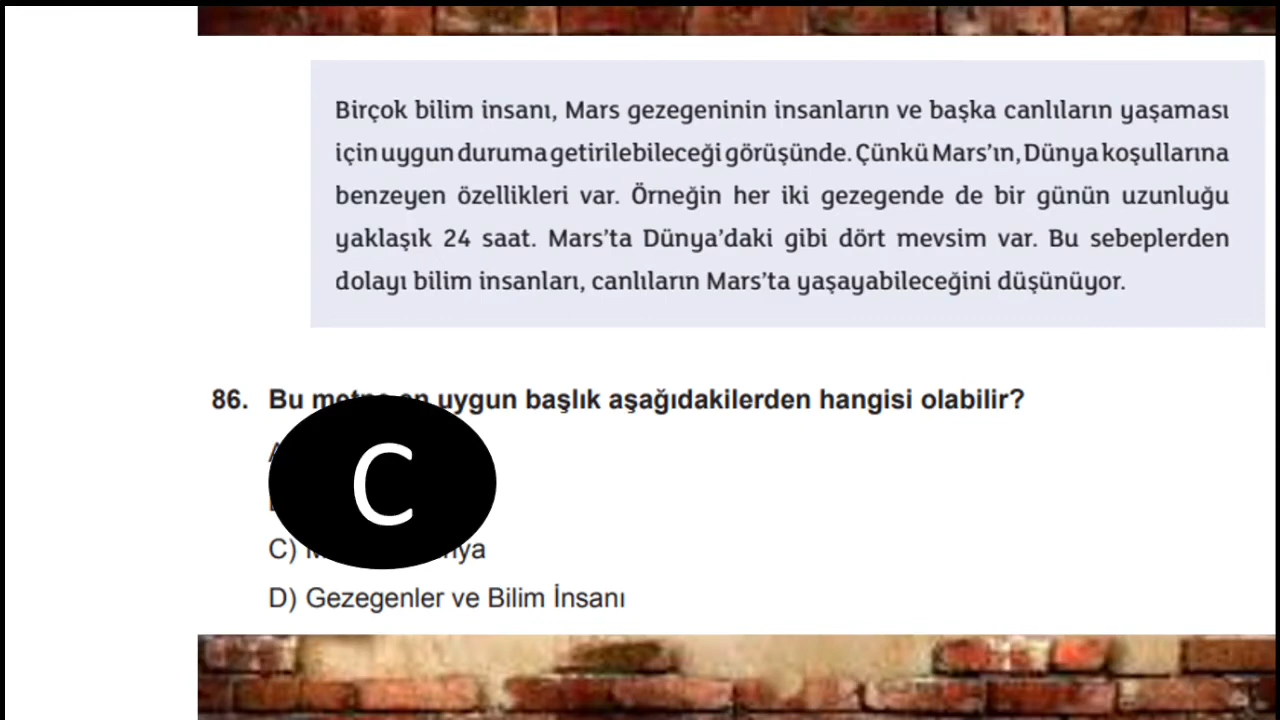 Birçok bilim insanı, Mars gezegeninin insanların ve başka canlıların yaşaması
için uygun duruma getirilebileceği görüşünde. Çünkü Mars'ın, Dünya koşullarına
benzeyen özellikleri var. Örneğin her iki gezegende de bir günün uzunluğu
yaklaşık 24 saat. Mars'ta Dünya'daki gibi dört mevsim var. Bu sebeplerden
dolayı bilim insanları, canlıların Mars'ta yaşayabileceğini düşünüyor.
86. Bu uygun başlık aşağıdakilerden hangisi olabilir?
C
C)
D) Gezegenler ve Bilim İnsanı